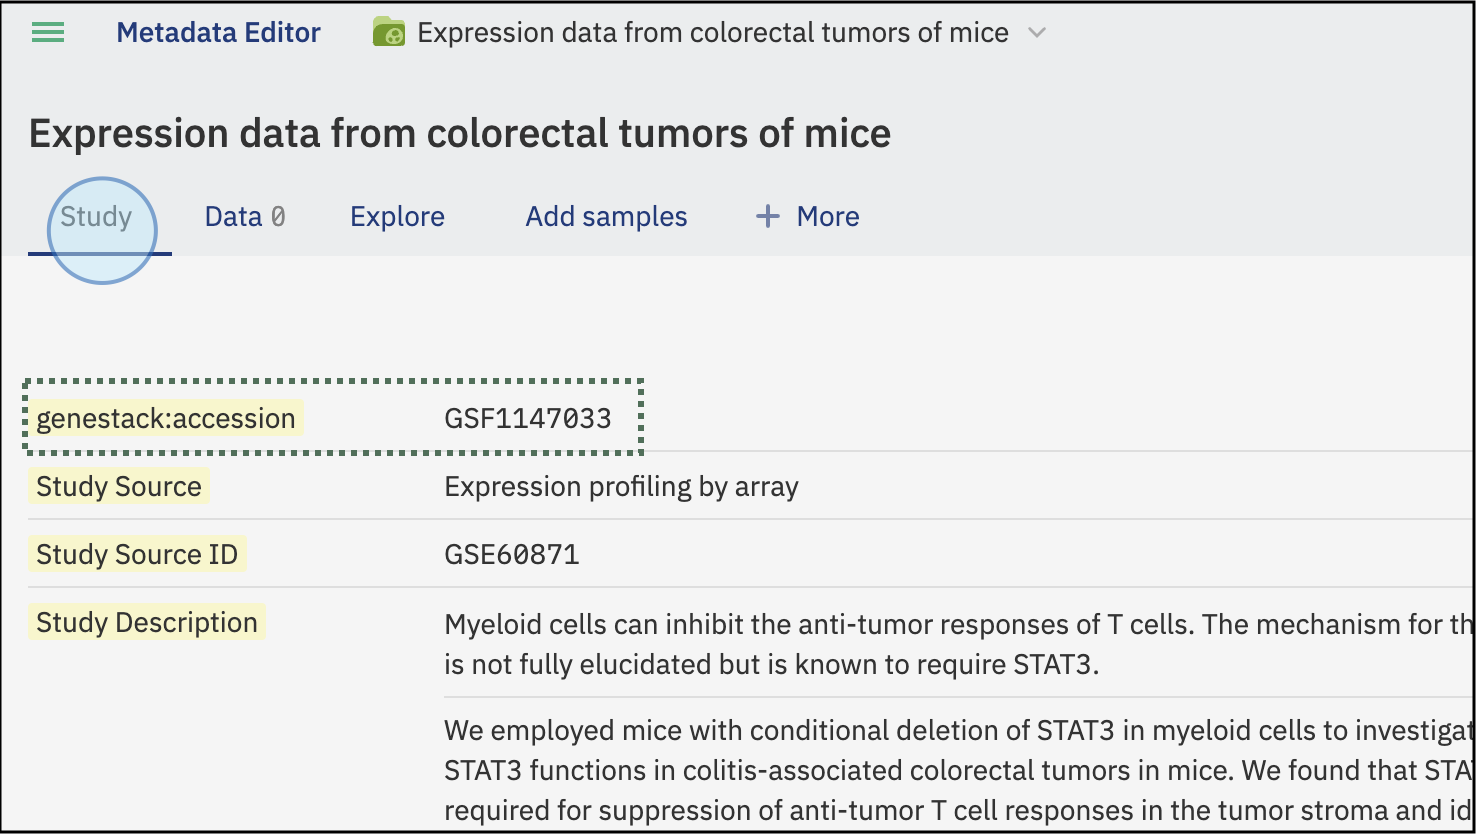 Metadata Editor Expression data from colorectal tumors of mice
Expression data from colorectal tumors of mice
Study Data 0 Explore Add samples + More
genestack:accession GSF1147033
Study Source Expression profiling by array
Study Source ID GSE60871
Study Description Myeloid cells can inhibit the anti-tumor responses of T cells. The mechanism for th
is not fully elucidated but is known to require STAT3.
We employed mice with conditional deletion of STAT3 in myeloid cells to investigat
STAT3 functions in colitis-associated colorectal tumors in mice. We found that STA
required for suppression of anti-tumor T cell responses in the tumor stroma and id